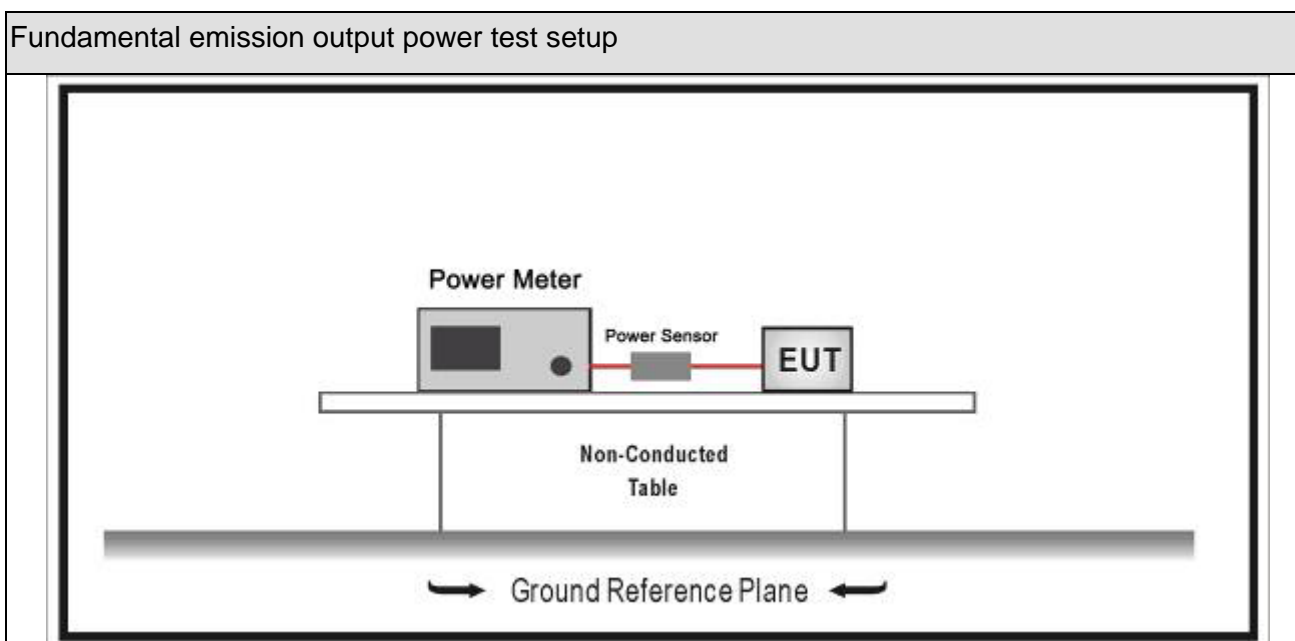 Fundamental emission output power test setup
Power Meter
Power Sensor
EUT
Non-Conducted
Table
Ground Reference Plane